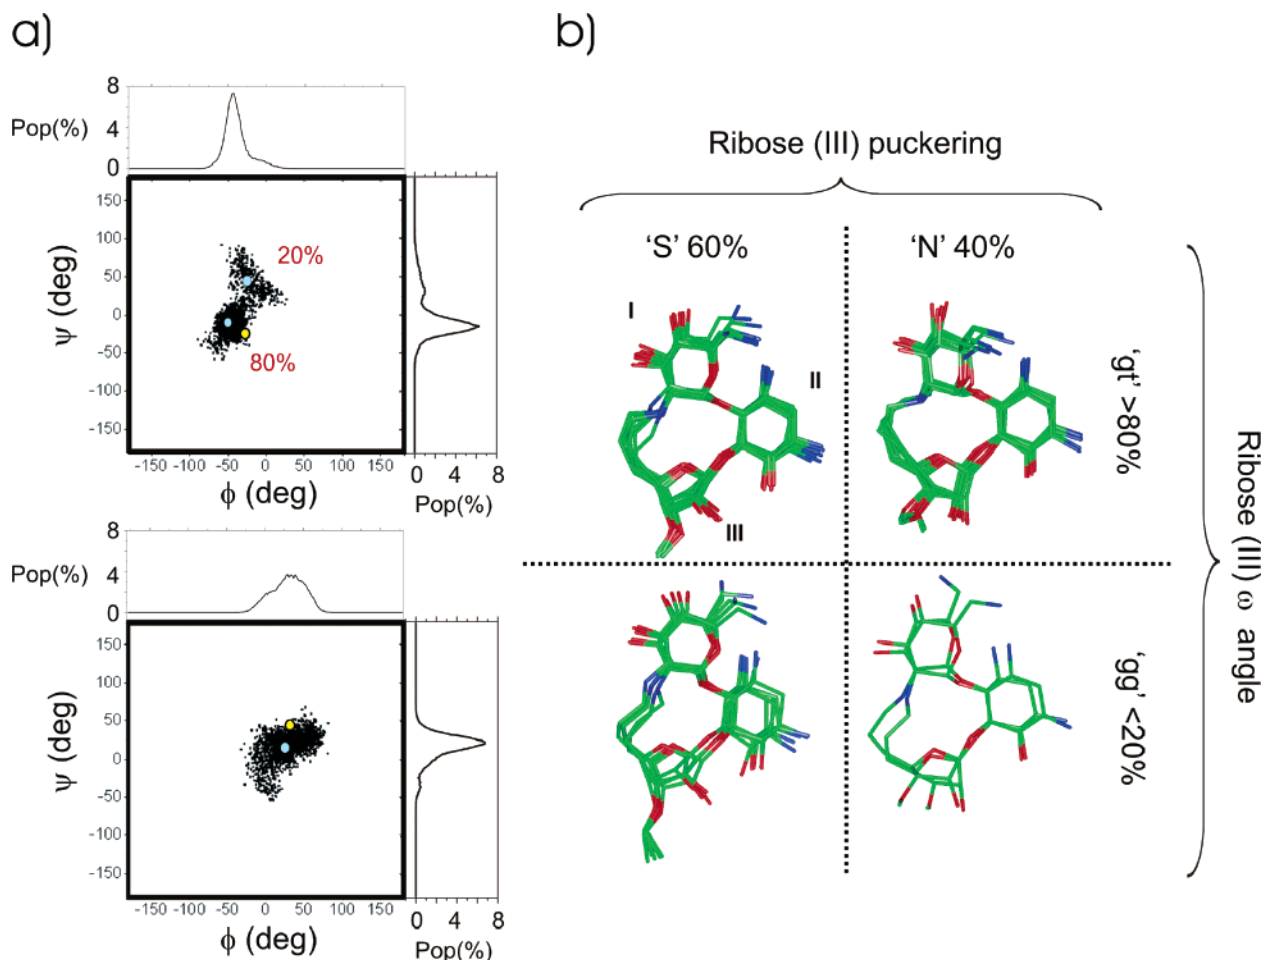 a)
b)
8
Pop(%) 4
0
150
100
50
0
-50
-100
-150
ψ (deg)
20%
80%
-150 -100 -50 0 50 100 150
ϕ (deg)
0 4 8
Pop(%)
8
Pop(%) 4
0
150
100
50
0
-50
-100
-150
ψ (deg)
-150 -100 -50 0 50 100 150
ϕ (deg)
0 4 8
Pop(%)
Ribose (III) puckering
'S' 60%
'N' 40%
I
II
III
'gt' >80%
'gg' <20%
Ribose (III) ω angle